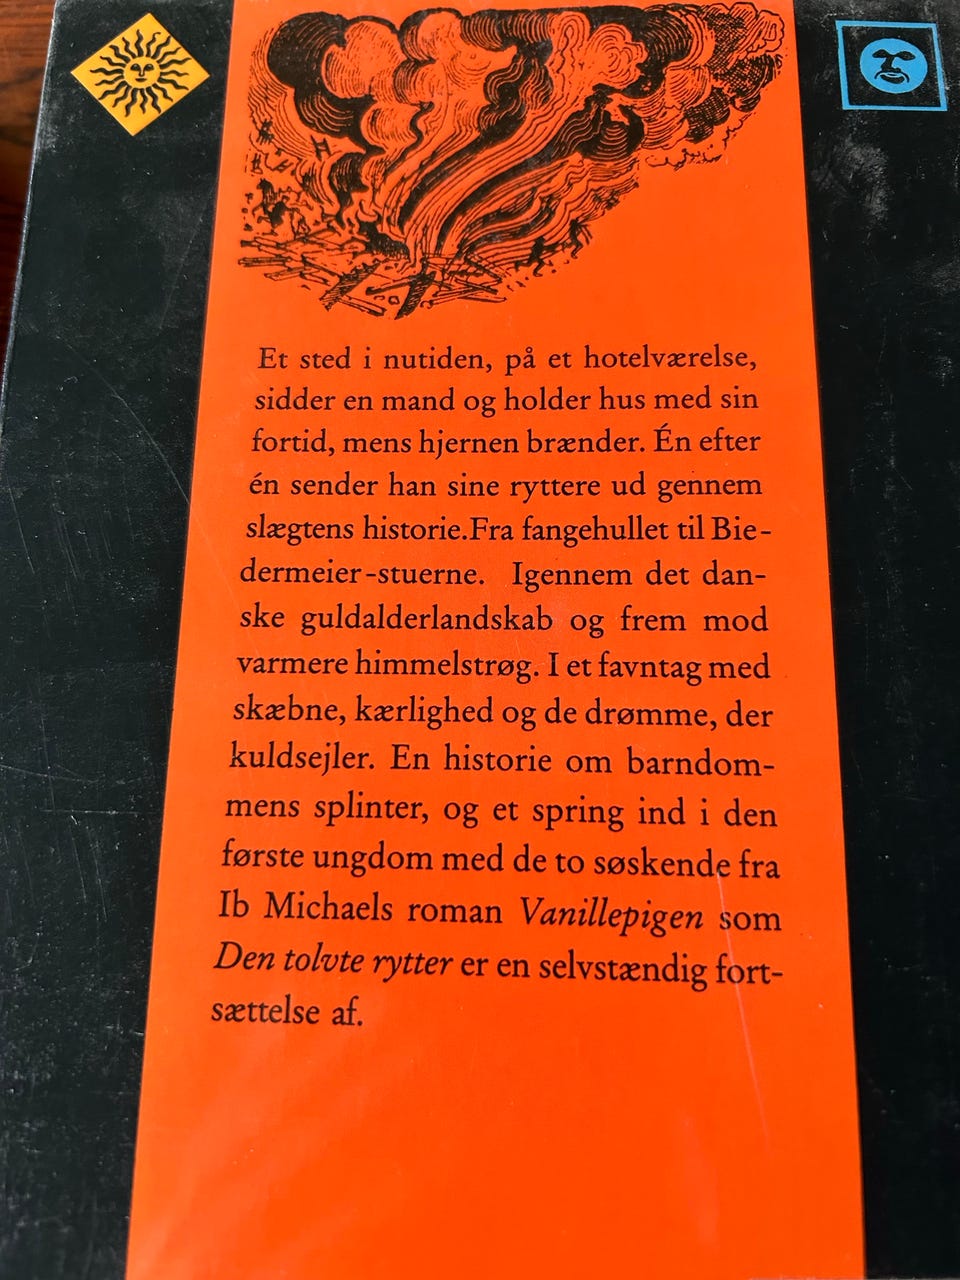 Et sted i nutiden, på et hotelværelse,
sidder en mand og holder hus med sin
fortid, mens hjernen brænder. Én efter
én sender han sine ryttere ud gennem
slægtens historie.Fra fangehullet til Bie-
dermeier-stuerne. Igennem det dan-
ske guldalderlandskab og frem mod
varmere himmelstrøg. I et favntag med
skæbne, kærlighed og de drømme, der
kuldsejler. En historie om barndom-
mens splinter, og et spring ind i den
første ungdom med de to søskende fra
Ib Michaels roman Vanillepigen som
Den tolvte rytter er en selvstændig fort-
sættelse af.